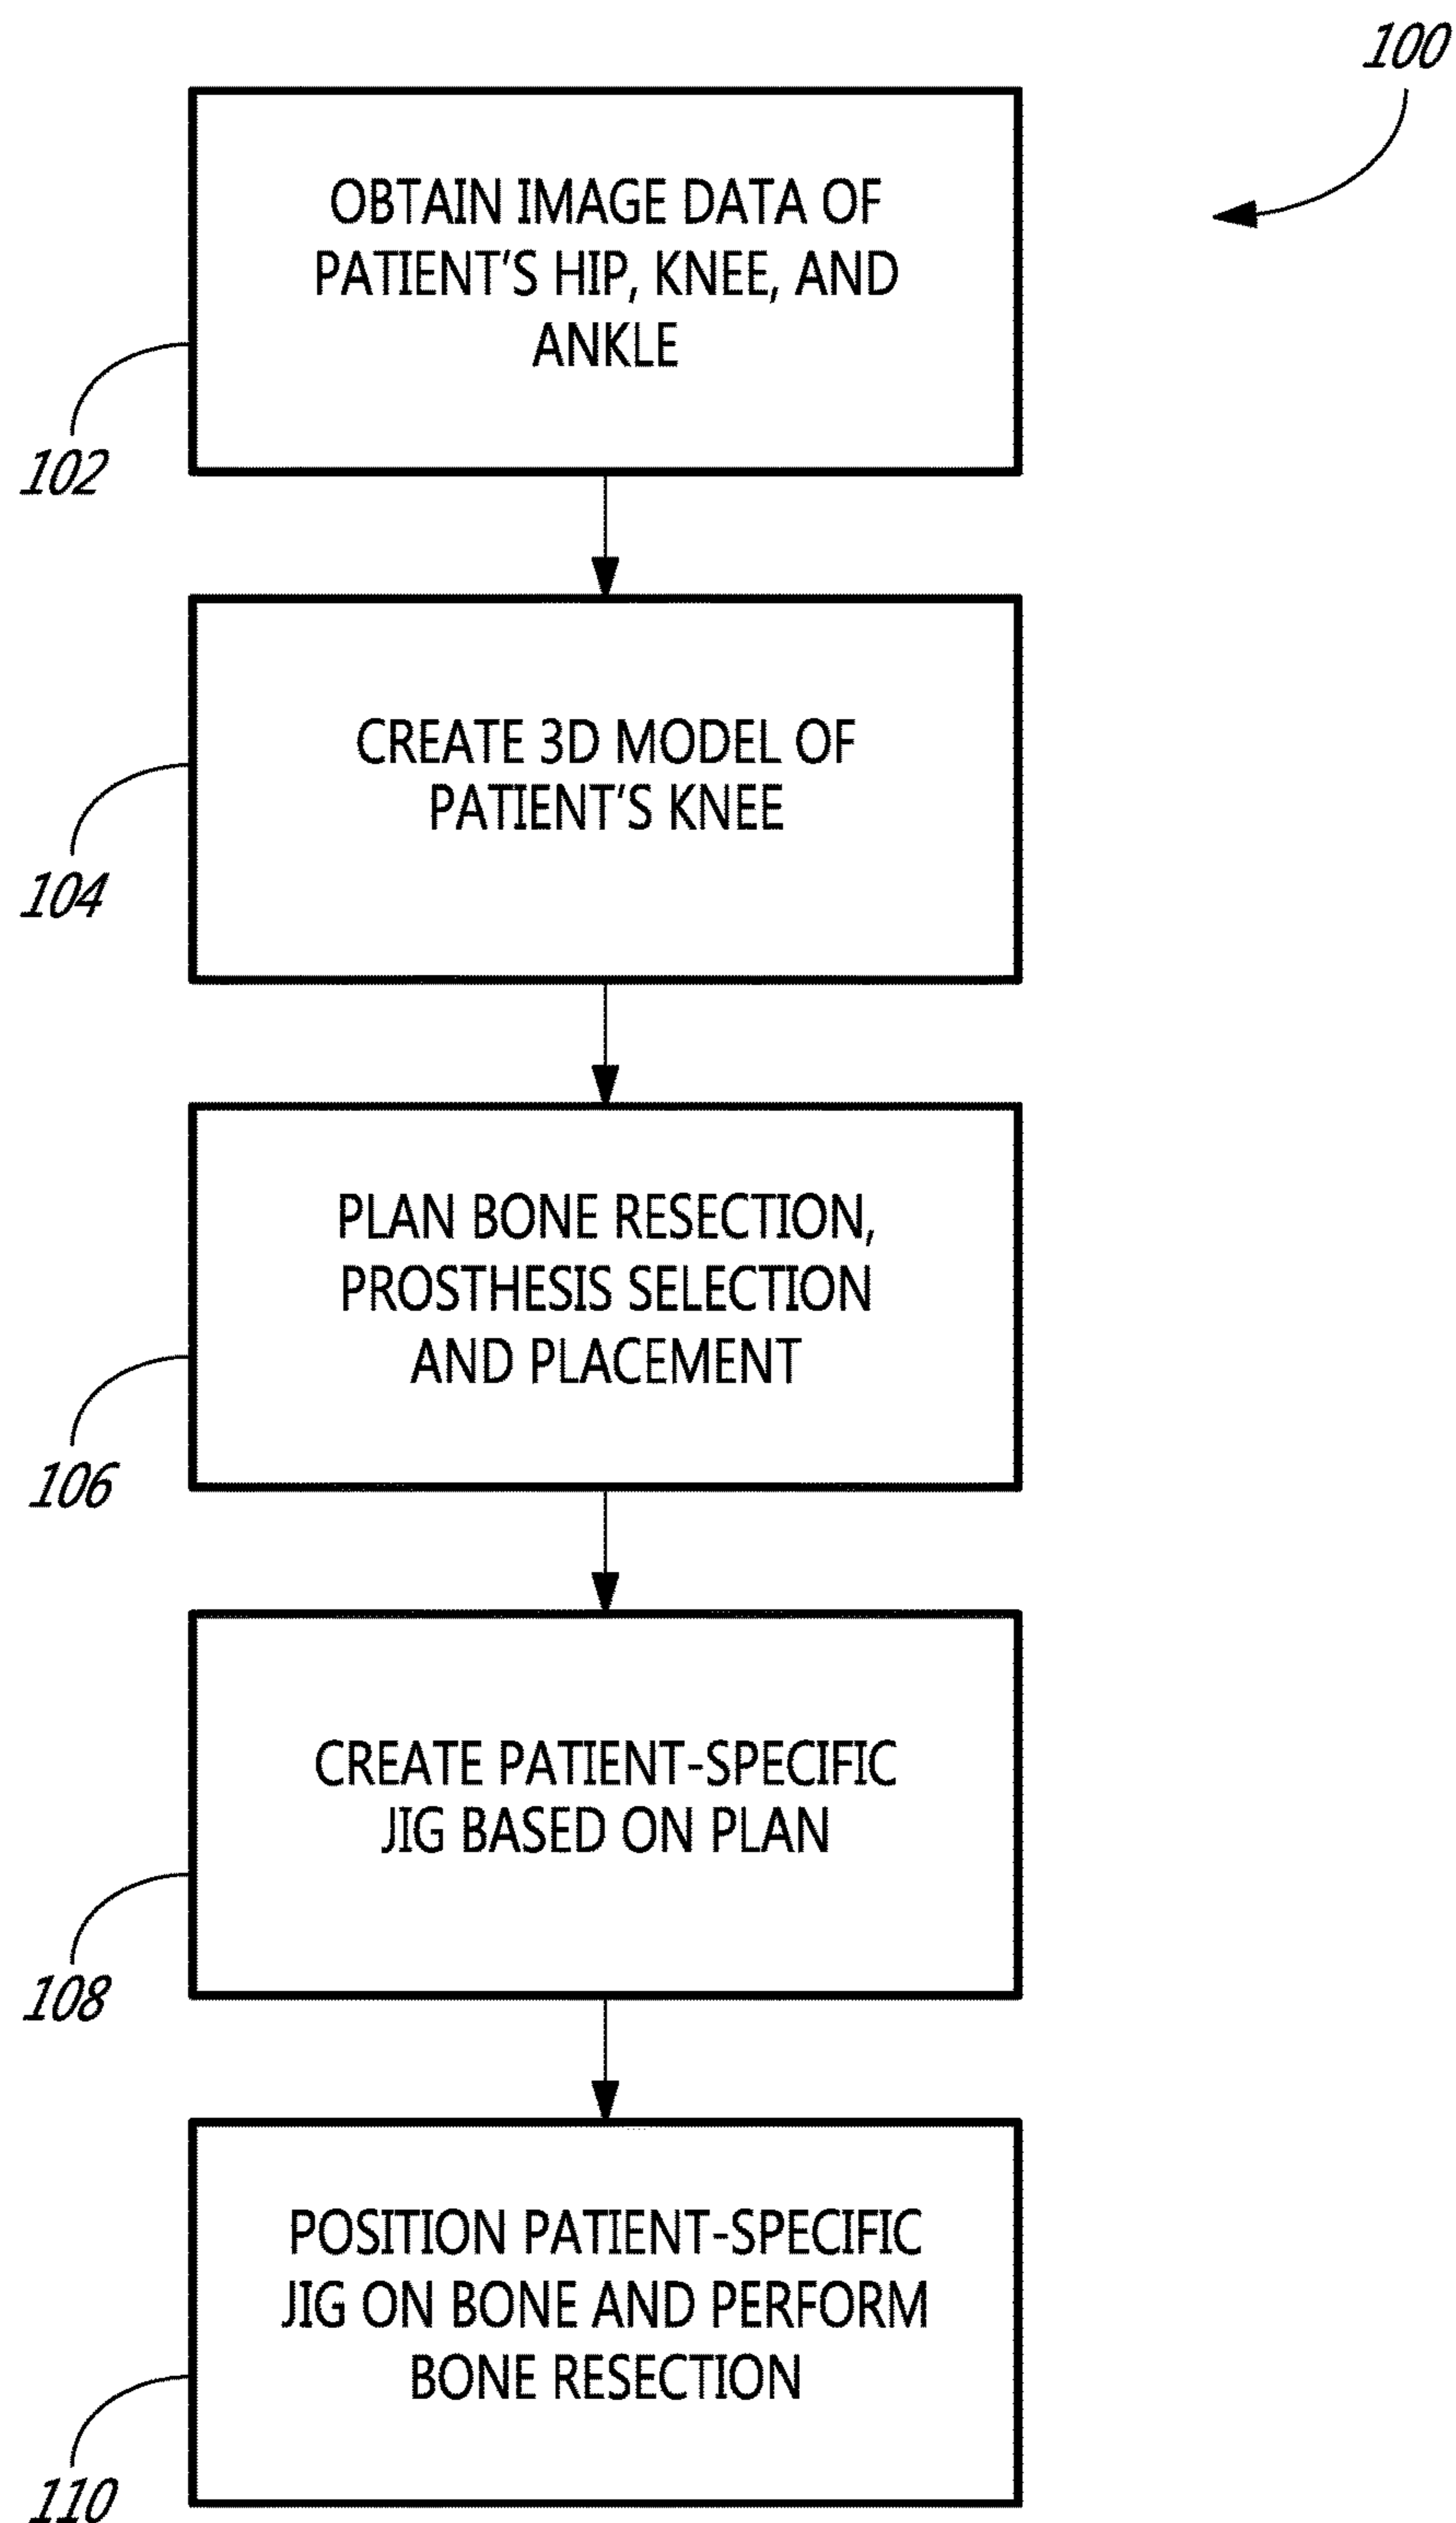 100
OBTAIN IMAGE DATA OF
PATIENT'S HIP, KNEE, AND
ANKLE
102
CREATE 3D MODEL OF
PATIENT'S KNEE
104
PLAN BONE RESECTION,
PROSTHESIS SELECTION
AND PLACEMENT
106
CREATE PATIENT-SPECIFIC
JIG BASED ON PLAN
108
POSITION PATIENT-SPECIFIC
JIG ON BONE AND PERFORM
BONE RESECTION
110